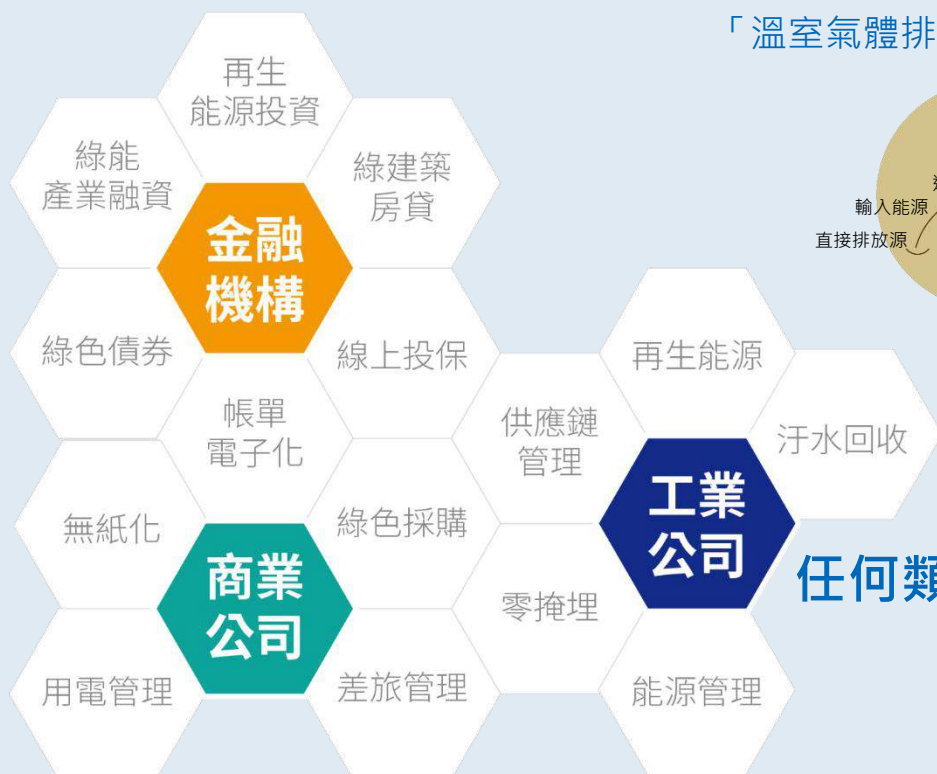 「溫室氣體排
再生
能源投資
綠能
產業融資
綠建築
房貸
金融
機構
輸入能源
直接排放源
綠色債券
線上投保
再生能源
帳單
電子化
供應鏈
管理
汙水回收
無紙化
綠色採購
工業
公司
商業
公司
任何類
零掩埋
用電管理
差旅管理
能源管理